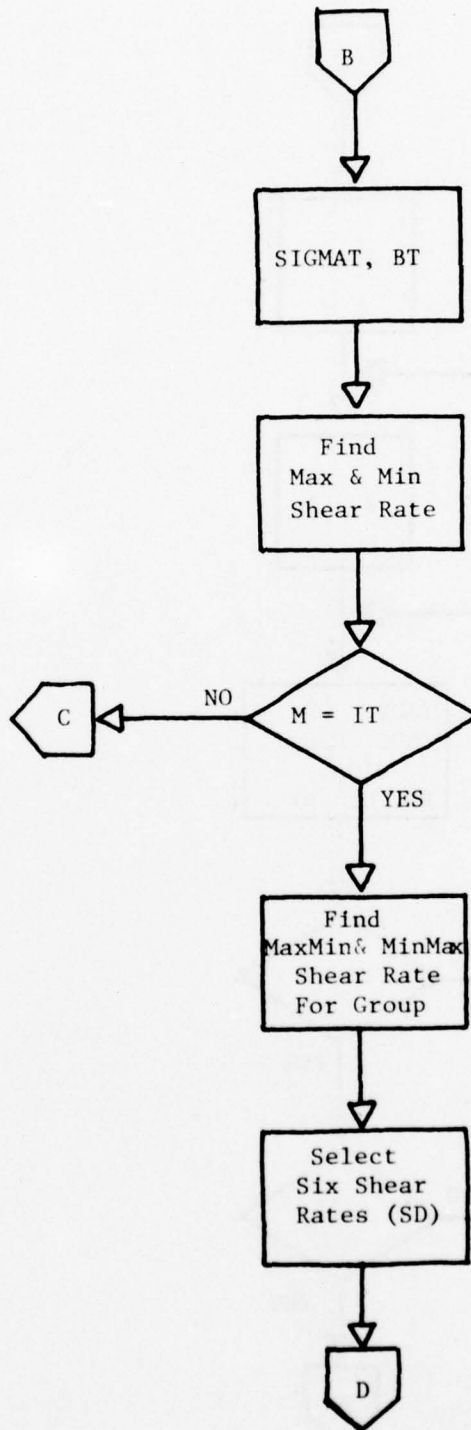 B
SIGMAT, BT
Find
Max & Min
Shear Rate
NO
C
M = IT
YES
Find
MaxMin& MinMax
Shear Rate
For Group
Select
Six Shear
Rates (SD)
D